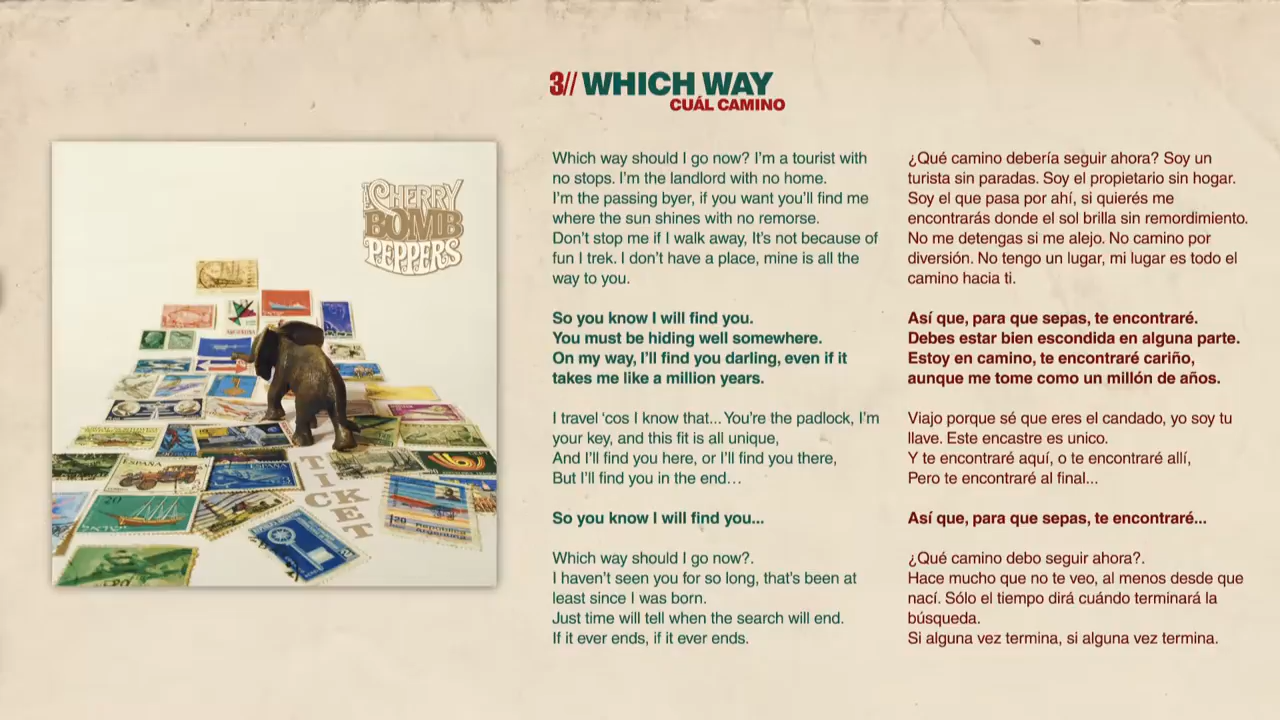 3// WHICH WAY
CUÁL CAMINO
THE CHERRY
BOMB
PEPPERS
TICKET
ESPAÑA
ESPAÑA
20
120
Republica
Argentina
Which way should I go now? I'm a tourist with
no stops. I'm the landlord with no home.
I'm the passing byer, if you want you'll find me
where the sun shines with no remorse.
Don't stop me if I walk away, It's not because of
fun I trek. I don't have a place, mine is all the
way to you.
So you know I will find you.
You must be hiding well somewhere.
On my way, I'll find you darling, even if it
takes me like a million years.
I travel ‘cos I know that... You're the padlock, I'm
your key, and this fit is all unique,
And I'll find you here, or I'll find you there,
But I'll find you in the end…
So you know I will find you...
Which way should I go now?.
I haven't seen you for so long, that's been at
least since I was born.
Just time will tell when the search will end.
If it ever ends, if it ever ends.
¿Qué camino debería seguir ahora? Soy un
turista sin paradas. Soy el propietario sin hogar.
Soy el que pasa por ahí, si quierés me
encontrarás donde el sol brilla sin remordimiento.
No me detengas si me alejo. No camino por
diversión. No tengo un lugar, mi lugar es todo el
camino hacia ti.
Así que, para que sepas, te encontraré.
Debes estar bien escondida en alguna parte.
Estoy en camino, te encontraré cariño,
aunque me tome como un millón de años.
Viajo porque sé que eres el candado, yo soy tu
llave. Este encastre es unico.
Y te encontraré aquí, o te encontraré allí,
Pero te encontraré al final...
Así que, para que sepas, te encontraré...
¿Qué camino debo seguir ahora?.
Hace mucho que no te veo, al menos desde que
nací. Sólo el tiempo dirá cuándo terminará la
búsqueda.
Si alguna vez termina, si alguna vez termina.